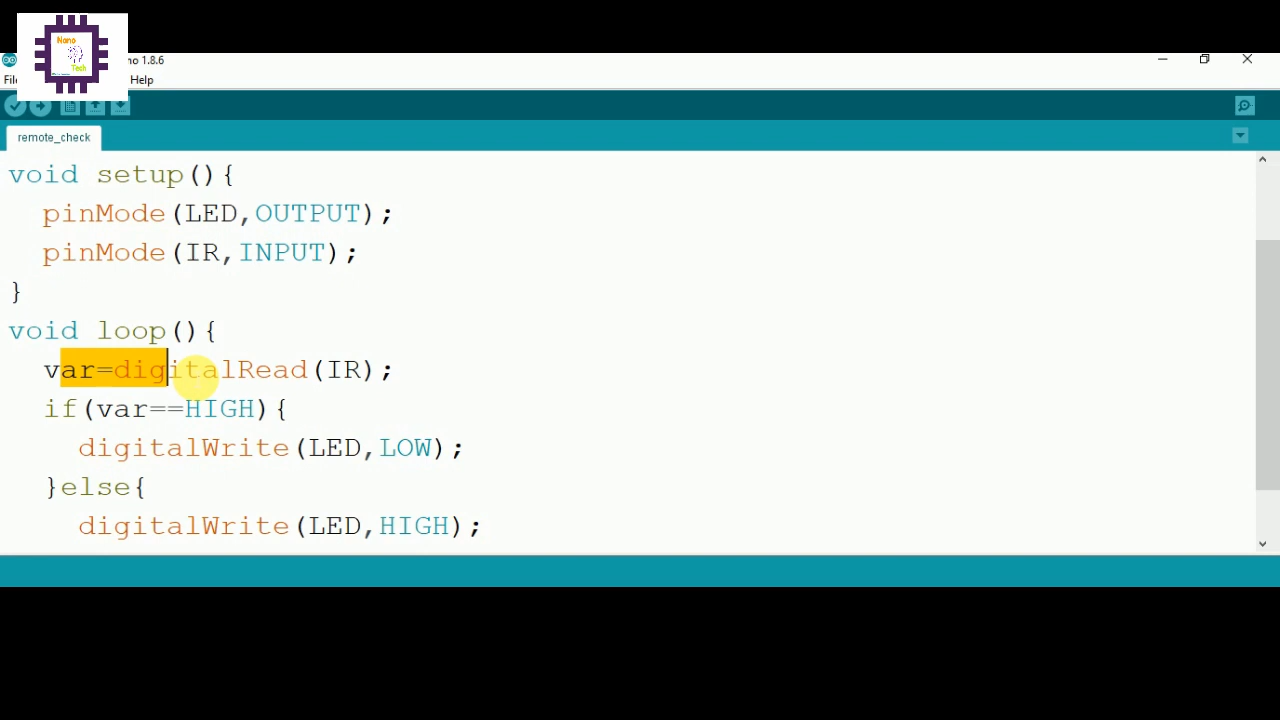 Nano
Tech
no 1.8.6
Fil
Help
remote_check
void setup(){
pinMode(LED,OUTPUT);
pinMode(IR,INPUT);
}
void loop(){
var=digitalRead(IR);
if(var==HIGH){
digitalWrite(LED,LOW);
}else{
digitalWrite(LED,HIGH);